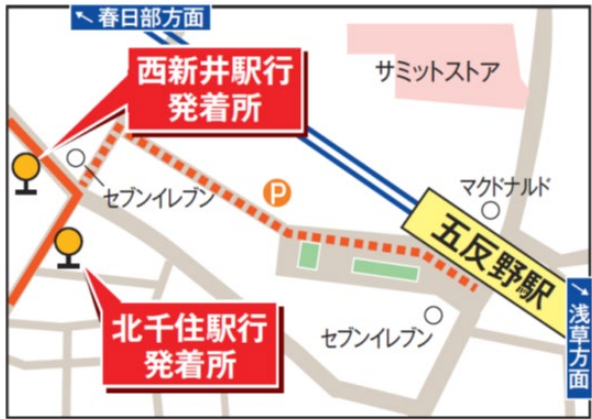 ↖春日部方面
西新井駅行
発着所
サミットストア
セブンイレブン
P
マクドナルド
五反野駅
↘浅草方面
北千住駅行
発着所
セブンイレブン